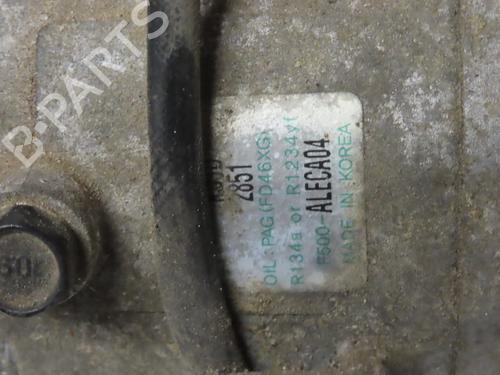 B-PARTS
2851
OIL : PAG(FD46XG)
R134a or R1234yf
F500-ALECA04
MADE IN KOREA